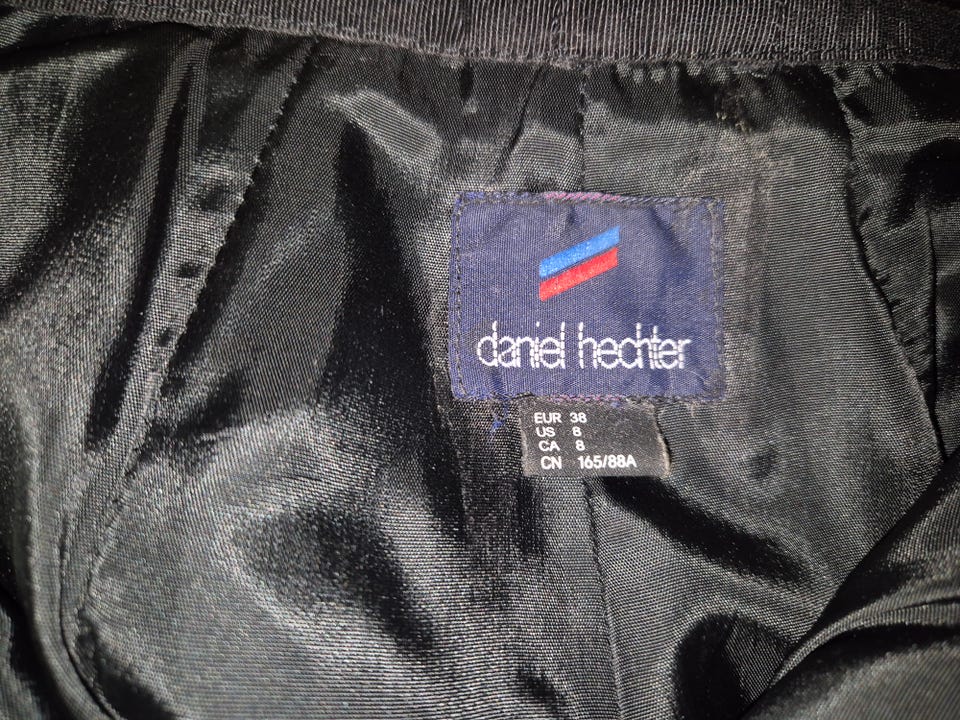 daniel hechter
EUR 38
US 8
CA 8
CN 165/88A